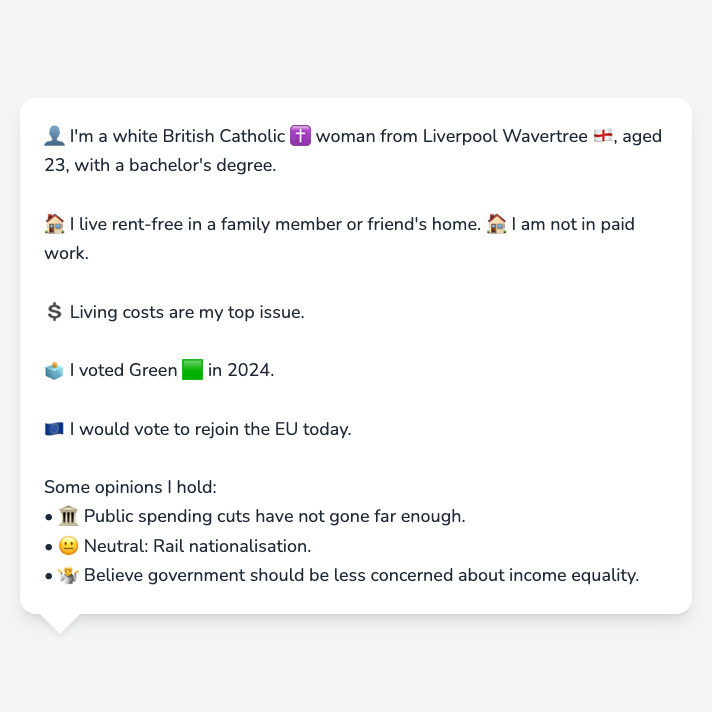 👤 I'm a white British Catholic ✝️ woman from Liverpool Wavertree 🏴󠁧󠁢󠁥󠁮󠁧󠁿, aged
23, with a bachelor's degree.
🏠 I live rent-free in a family member or friend's home. 🏠 I am not in paid
work.
💲 Living costs are my top issue.
🗳️ I voted Green 🟩 in 2024.
🇪🇺 I would vote to rejoin the EU today.
Some opinions I hold:
• 🏛️ Public spending cuts have not gone far enough.
• 😐 Neutral: Rail nationalisation.
• 🤷 Believe government should be less concerned about income equality.